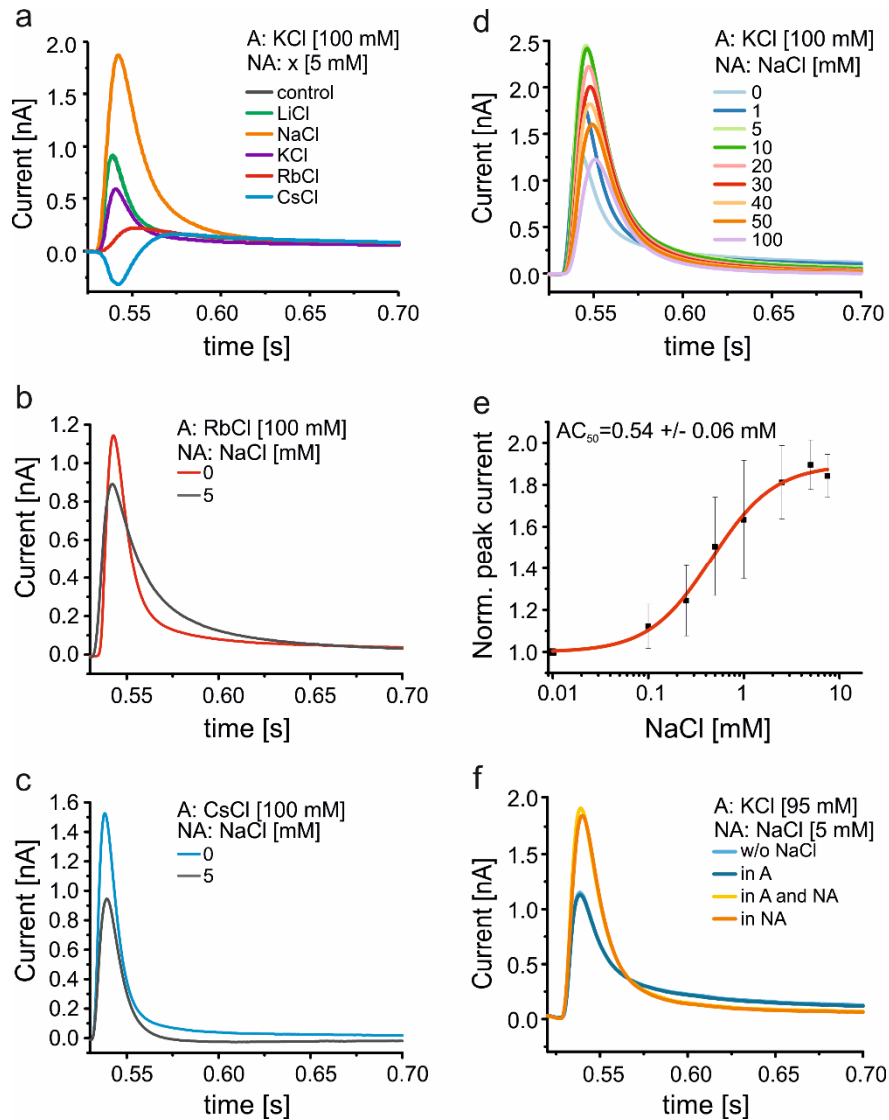 a
A: KCl [100 mM]
NA: x [5 mM]
control
LiCl
NaCl
KCl
RbCl
CsCl
Current [nA]
2.0
1.5
1.0
0.5
0.0
0.55 0.60 0.65 0.70
time [s]
d
A: KCl [100 mM]
NA: NaCl [mM]
0
1
5
10
20
30
40
50
100
Current [nA]
2.5
2.0
1.5
1.0
0.5
0.0
0.55 0.60 0.65 0.70
time [s]
b
A: RbCl [100 mM]
NA: NaCl [mM]
0
5
Current [nA]
1.2
1.0
0.8
0.6
0.4
0.2
0.0
0.55 0.60 0.65 0.70
time [s]
e
AC50=0.54 +/- 0.06 mM
Norm. peak current
2.0
1.8
1.6
1.4
1.2
1.0
0.01 0.1 1 10
NaCl [mM]
c
A: CsCl [100 mM]
NA: NaCl [mM]
0
5
Current [nA]
1.6
1.4
1.2
1.0
0.8
0.6
0.4
0.2
0.0
0.55 0.60 0.65 0.70
time [s]
f
A: KCl [95 mM]
NA: NaCl [5 mM]
w/o NaCl
in A
in A and NA
in NA
Current [nA]
2.0
1.5
1.0
0.5
0.0
0.55 0.60 0.65 0.70
time [s]